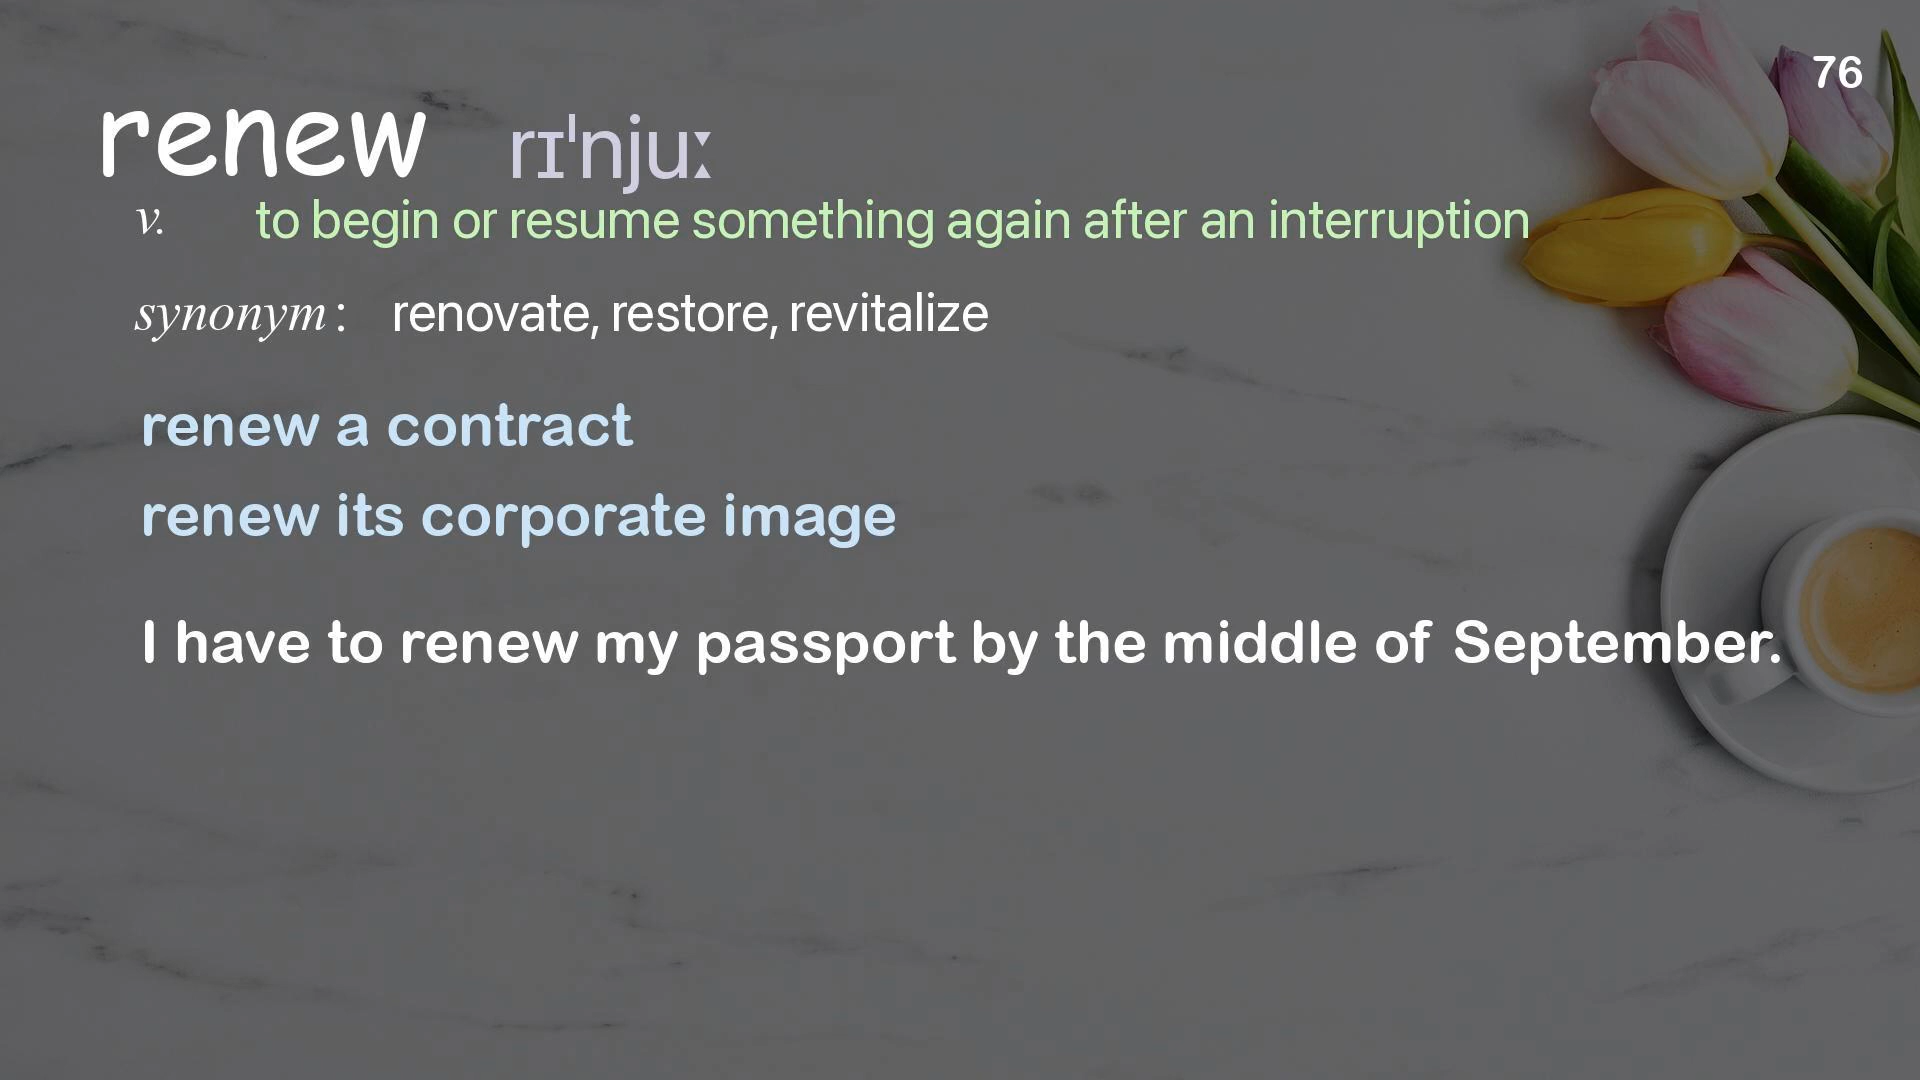 76
renew rɪˈnjuː
v. to begin or resume something again after an interruption
synonym : renovate, restore, revitalize
renew a contract
renew its corporate image
I have to renew my passport by the middle of September.